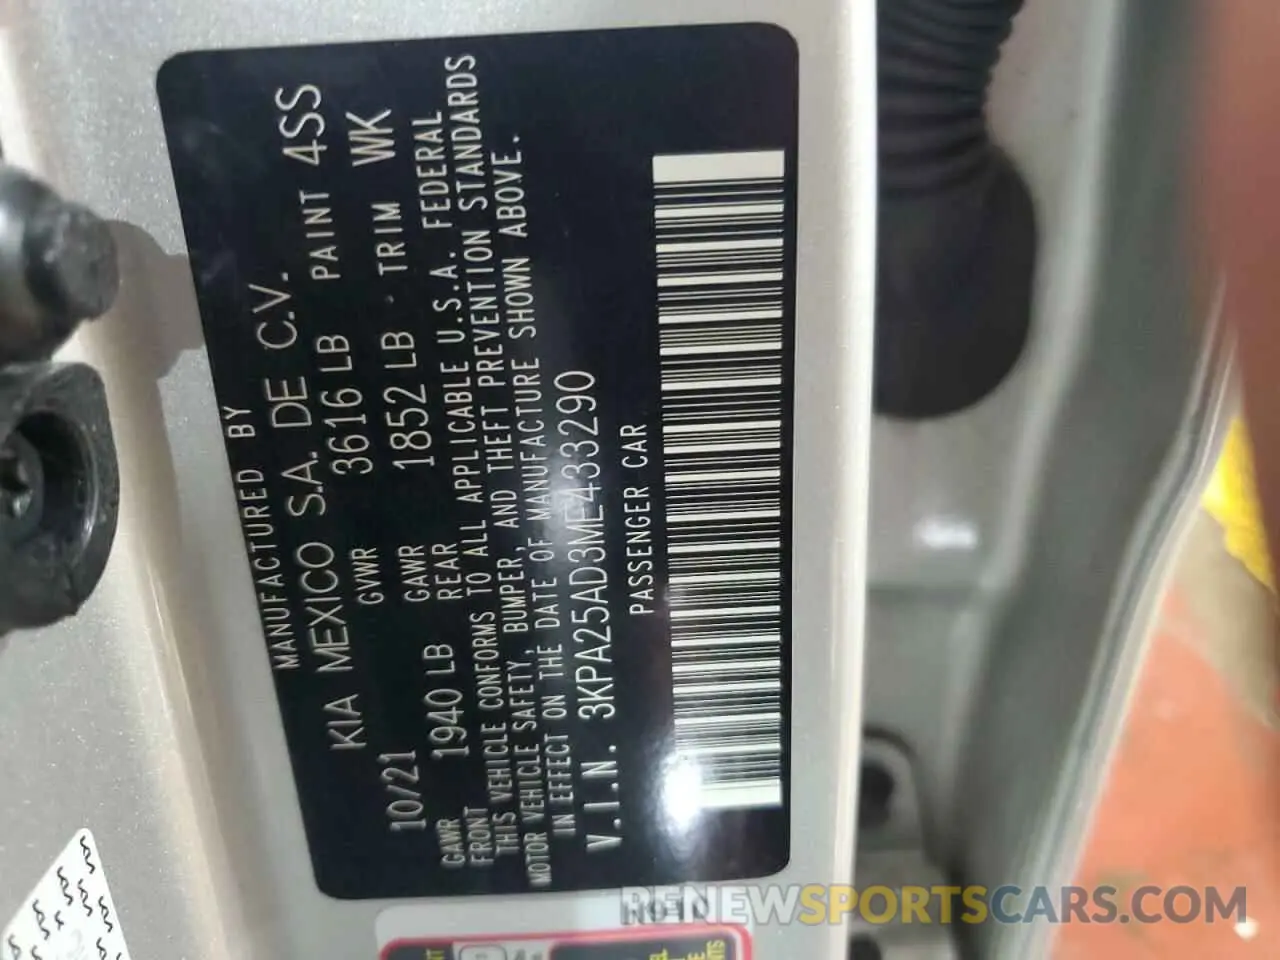 MANUFACTURED BY
KIA MEXICO S.A. DE C.V.
10/21 GVWR 3616 LB PAINT 4SS
GAWR FRONT 1940 LB GAWR REAR 1852 LB TRIM WK
THIS VEHICLE CONFORMS TO ALL APPLICABLE U.S.A. FEDERAL
MOTOR VEHICLE SAFETY, BUMPER, AND THEFT PREVENTION STANDARDS
IN EFFECT ON THE DATE OF MANUFACTURE SHOWN ABOVE.
V.I.N. 3KPA25AD3ME433290
PASSENGER CAR
RENEWSPORTSCARS.COM